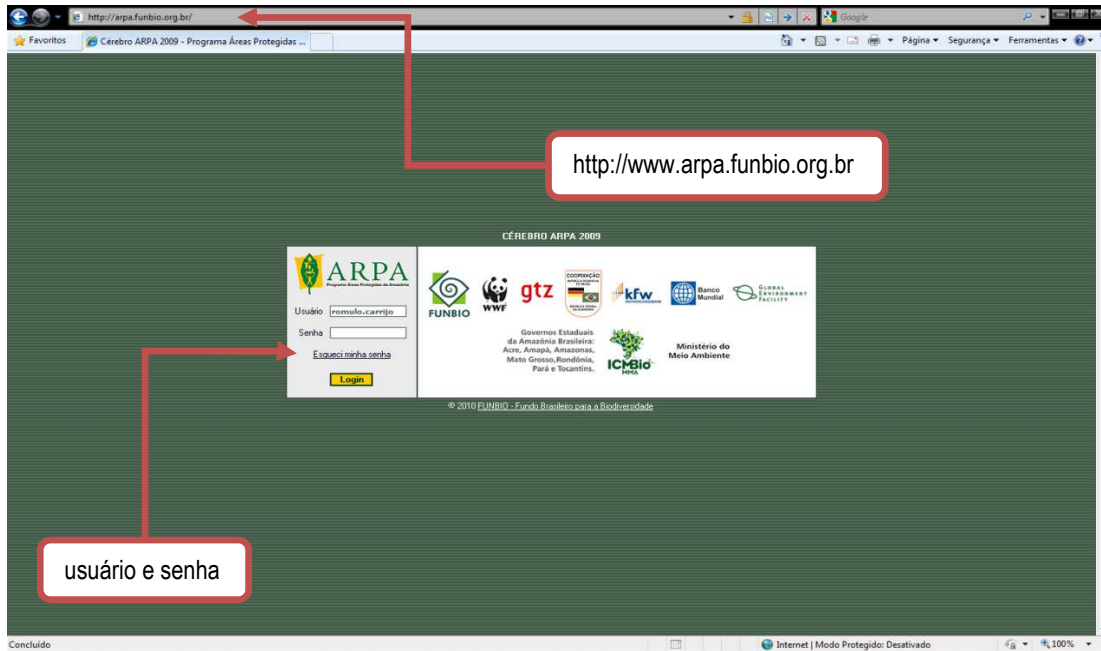 http://arpa.funbio.org.br/
Google
Favoritos
Cérebro ARPA 2009 - Programa Áreas Protegidas ...
Página
Segurança
Ferramentas
http://www.arpa.funbio.org.br
CÉREBRO ARPA 2009
ARPA
Programa Áreas Protegidas da Amazônia
Usuário romulo.carrijo
Senha
Esqueci minha senha
Login
FUNBIO
WWF
gtz
COOPERAÇÃO
kfw
Banco
Mundial
GLOBAL
ENVIRONMENT
FACILITY
Governos Estaduais
da Amazônia Brasileira:
Acre, Amapá, Amazonas,
Mato Grosso,Rondônia,
Pará e Tocantins.
ICMBio
MMA
Ministério do
Meio Ambiente
© 2010 FUNBIO - Fundo Brasileiro para a Biodiversidade
usuário e senha
Concluído
Internet | Modo Protegido: Desativado
100%